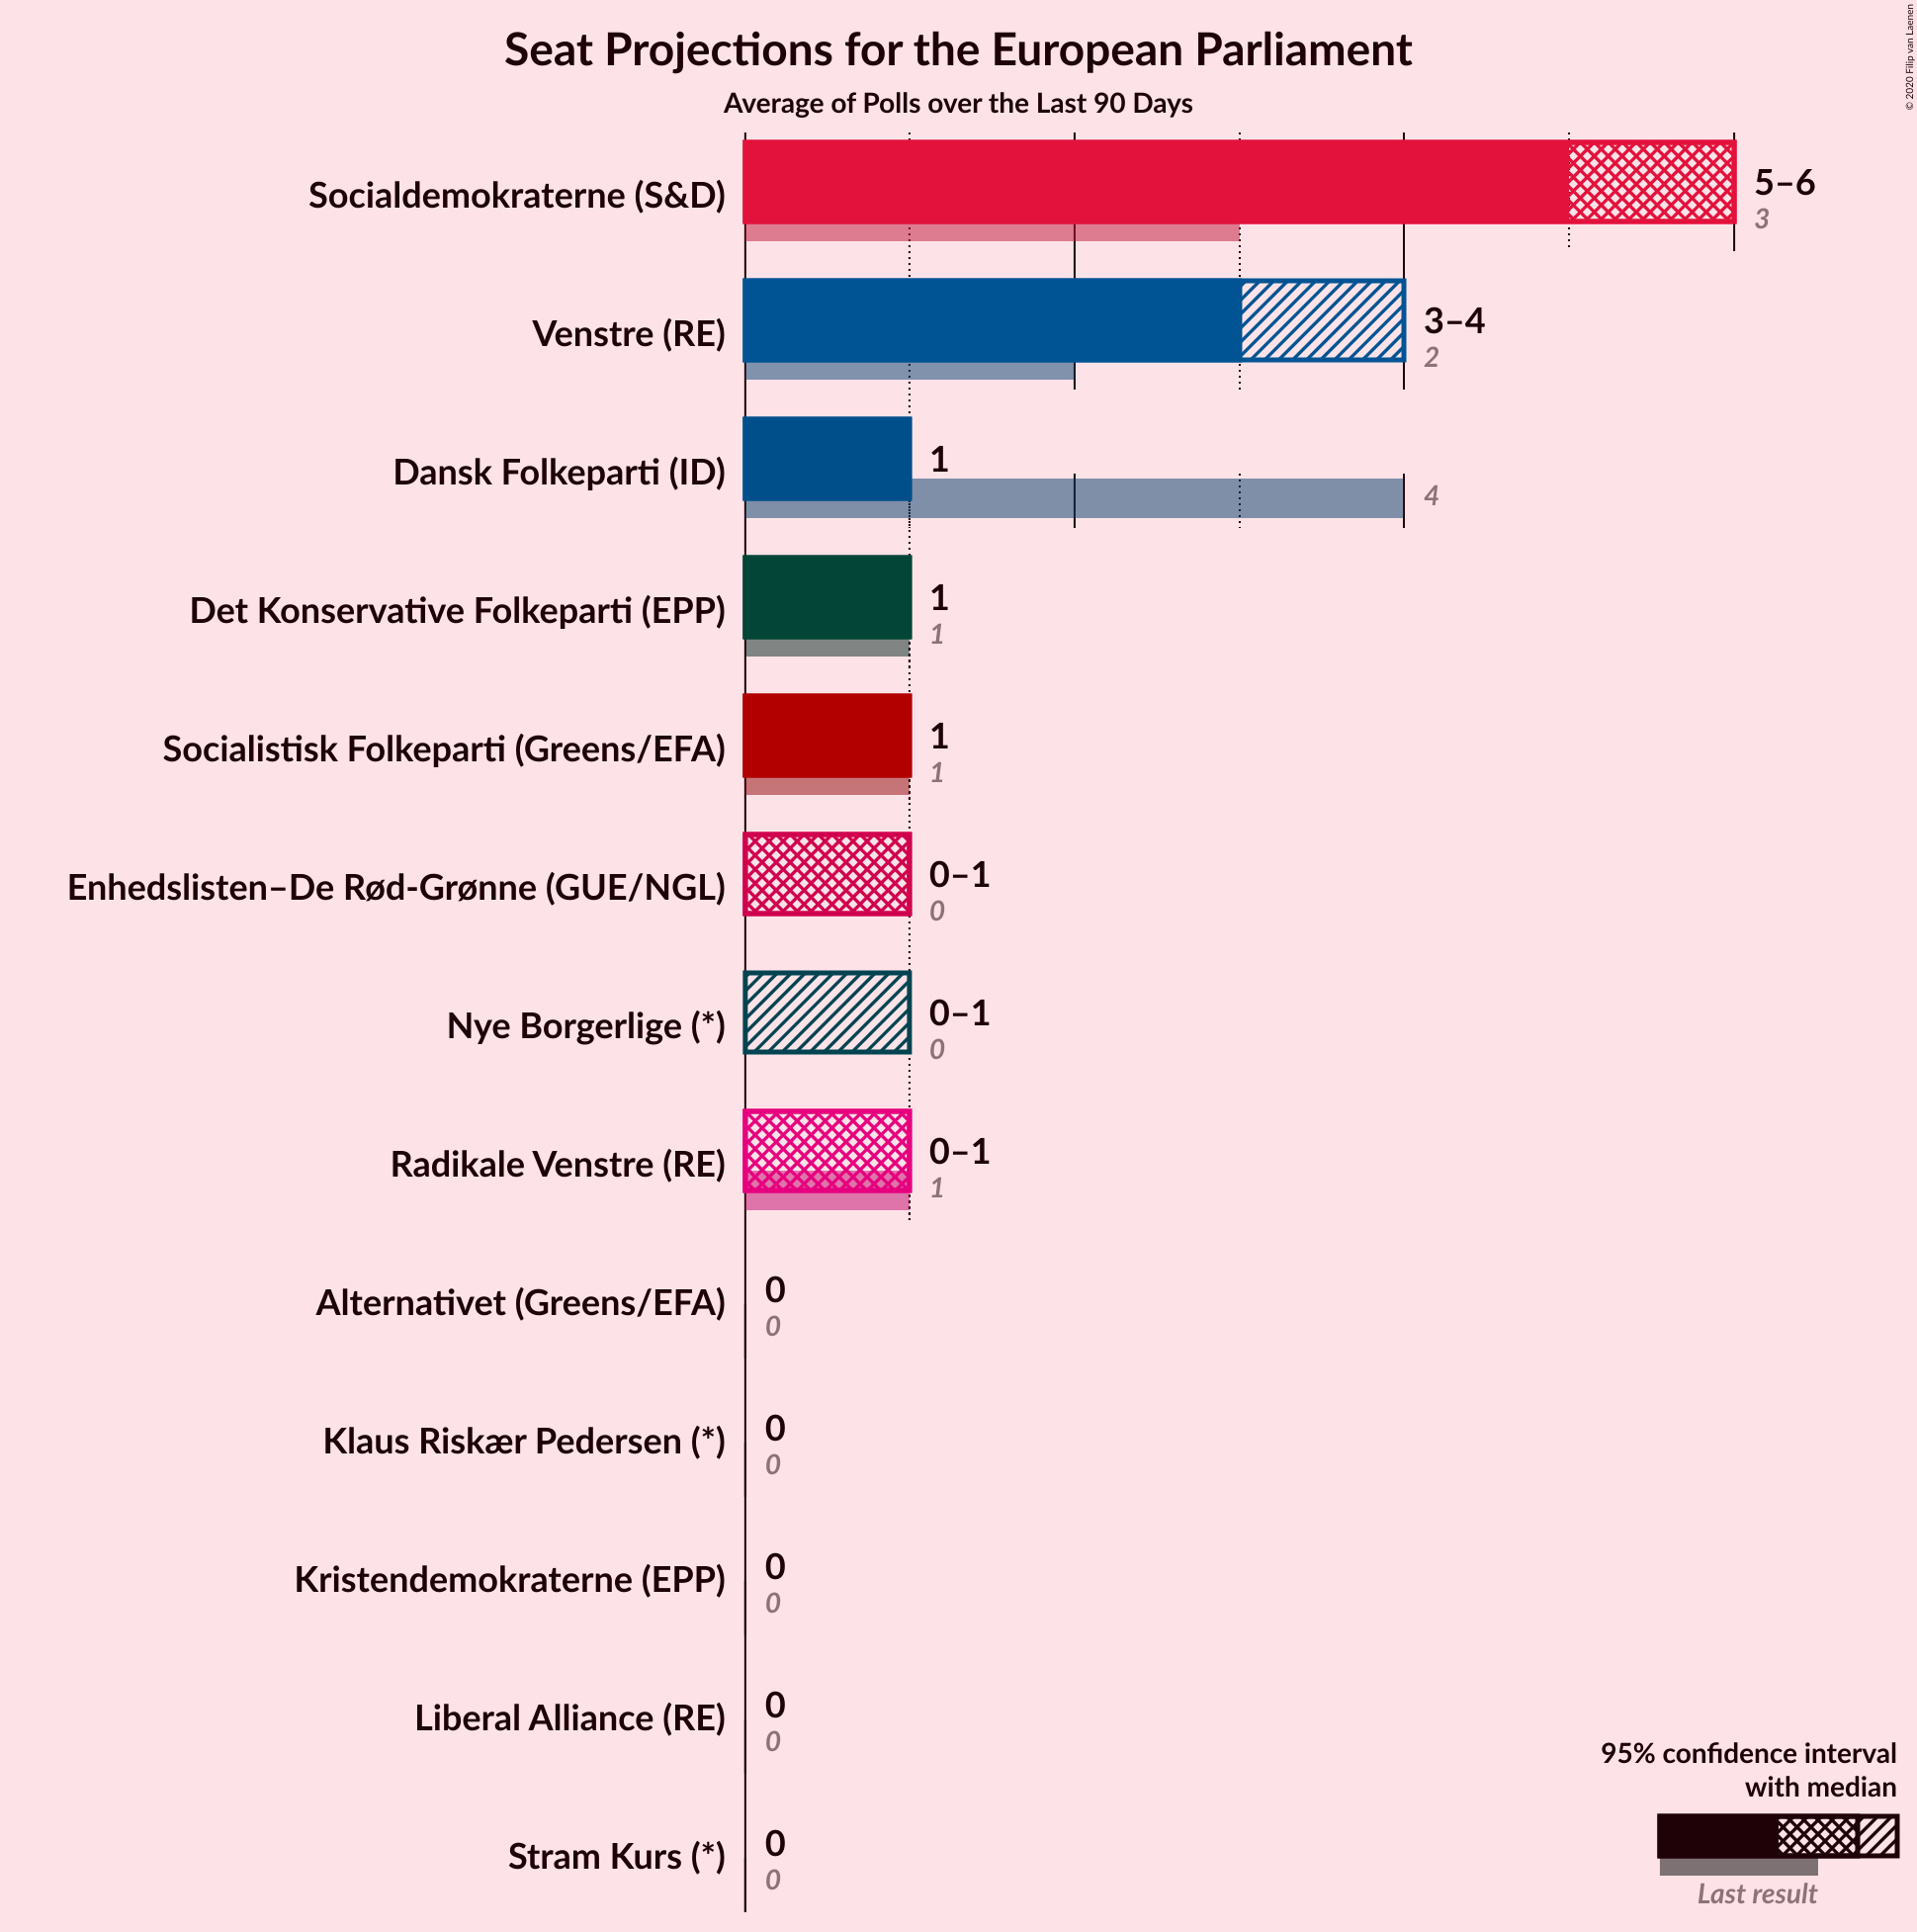 Seat Projections for the European Parliament
Average of Polls over the Last 90 Days
© 2020 Filip van Laenen
Socialdemokraterne (S&D)
5–6
3
Venstre (RE)
3–4
2
Dansk Folkeparti (ID)
1
4
Det Konservative Folkeparti (EPP)
1
1
Socialistisk Folkeparti (Greens/EFA)
1
1
Enhedslisten–De Rød-Grønne (GUE/NGL)
0–1
0
Nye Borgerlige (*)
0–1
0
Radikale Venstre (RE)
0–1
1
Alternativet (Greens/EFA)
0
0
Klaus Riskær Pedersen (*)
0
0
Kristendemokraterne (EPP)
0
0
Liberal Alliance (RE)
0
0
Stram Kurs (*)
0
0
95% confidence interval
with median
Last result